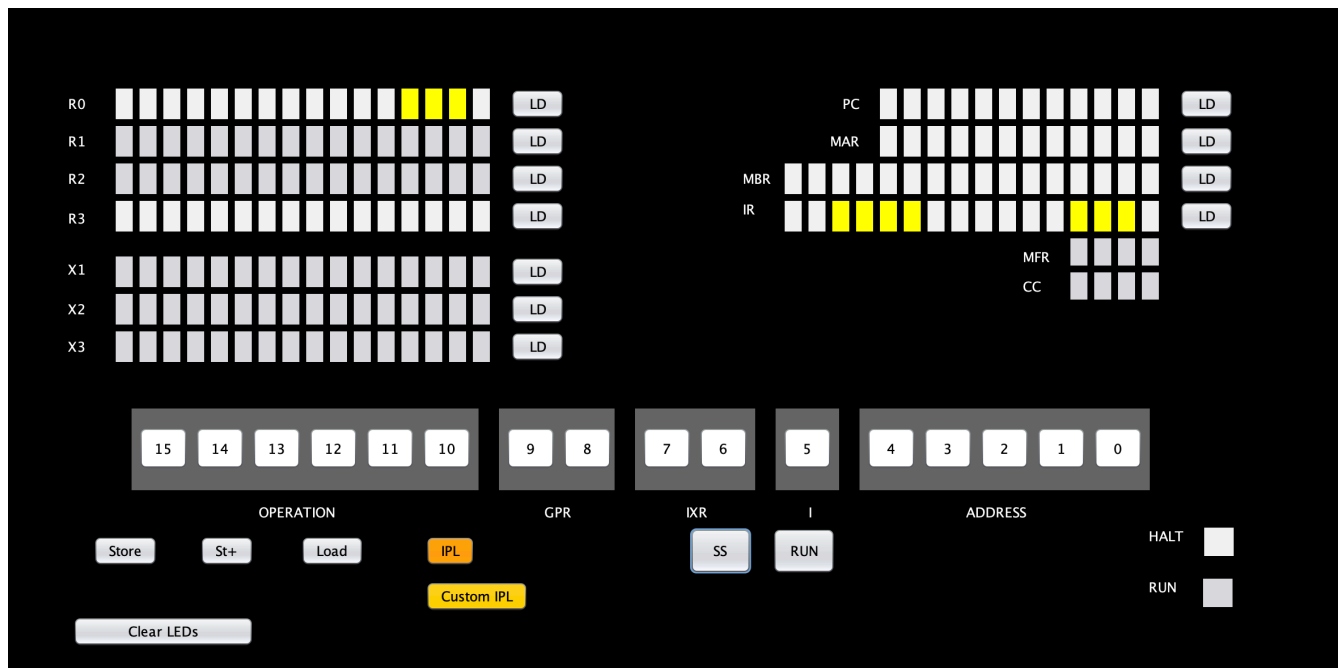 R0 LD PC LD
R1 LD MAR LD
R2 LD MBR LD
R3 LD IR LD
MFR
X1 LD CC
X2 LD
X3 LD
15 14 13 12 11 10 9 8 7 6 5 4 3 2 1 0
OPERATION GPR IXR I ADDRESS
Store St+ Load IPL SS RUN HALT
Custom IPL RUN
Clear LEDs